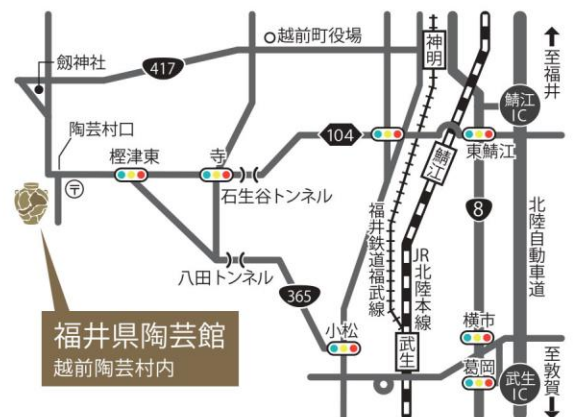 越前町役場
神明
至福井
劔神社
417
鯖江
IC
陶芸村口
樫津東
寺
104
東鯖江
鯖江
〒
石生谷トンネル
8
北陸自動車道
福井鉄道福武線
JR北陸本線
八田トンネル
365
小松
横市
福井県陶芸館
越前陶芸村内
武生
葛岡
武生
IC
至敦賀